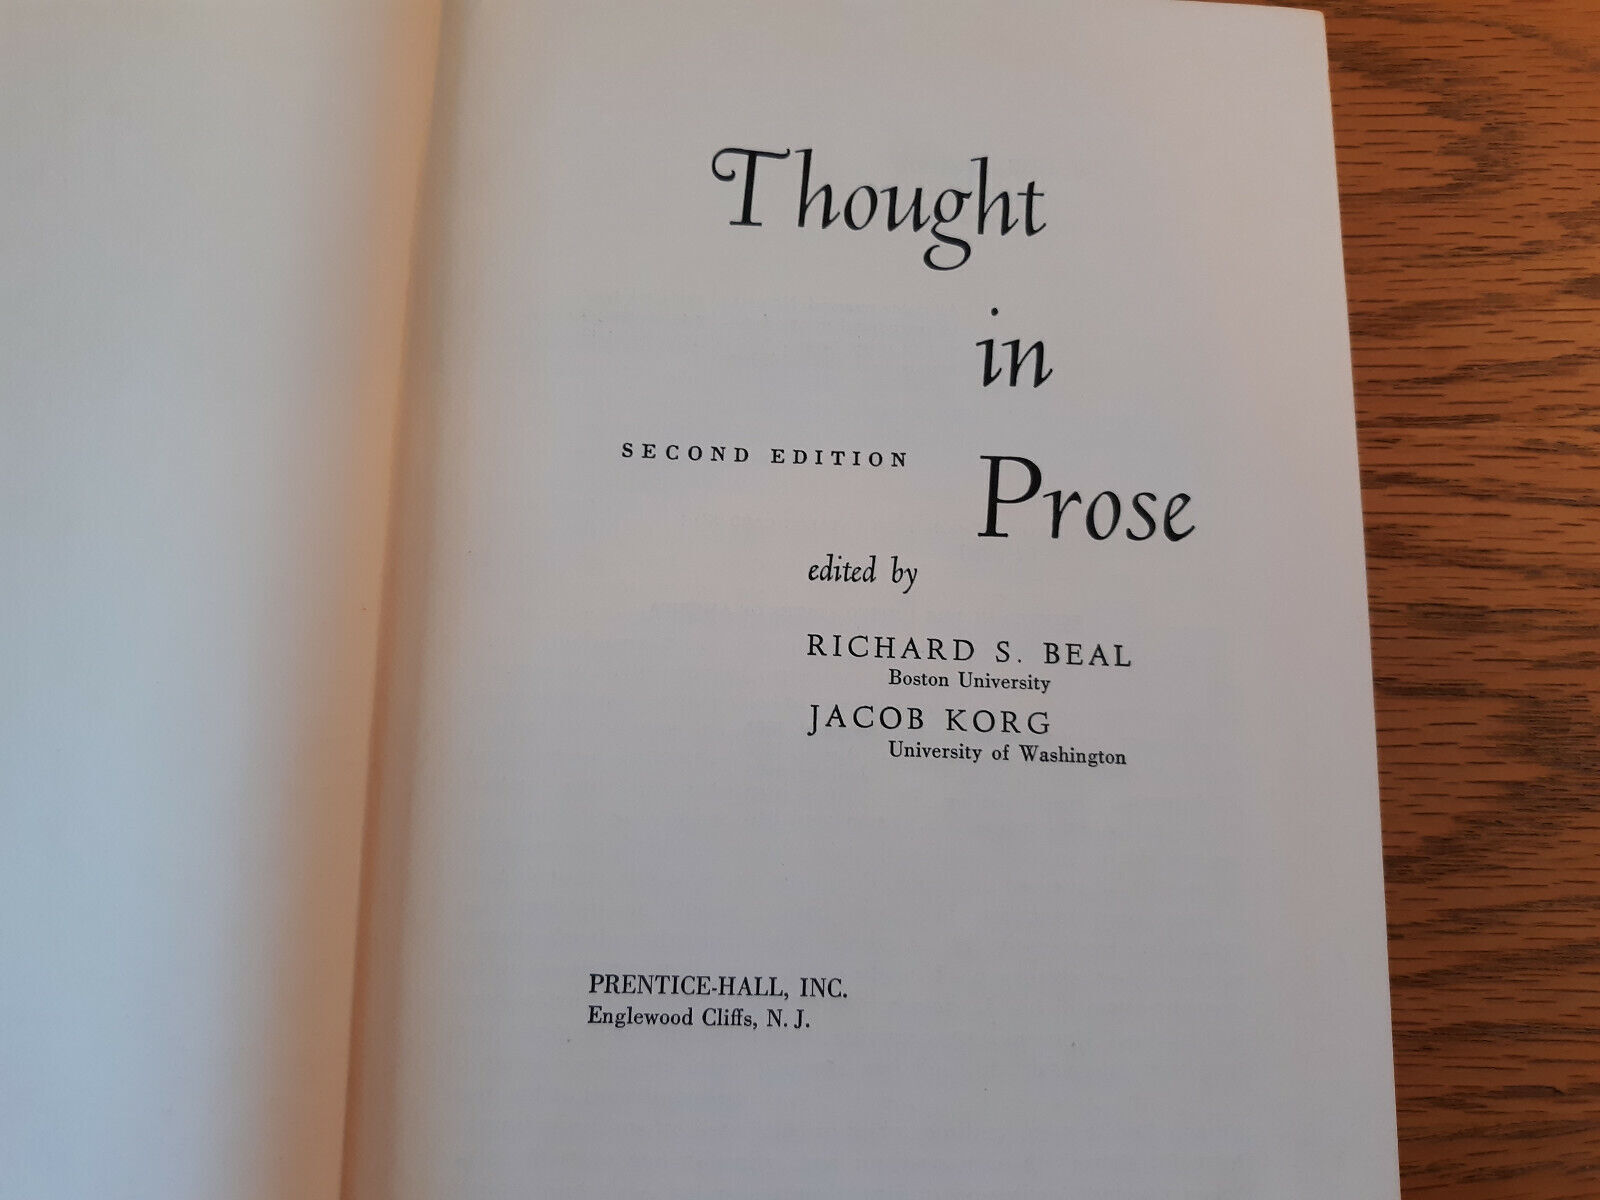 Thought
in
SECOND EDITION
Prose
edited by
RICHARD S. BEAL
Boston University
JACOB KORG
University of Washington
PRENTICE-HALL, INC.
Englewood Cliffs, N. J.